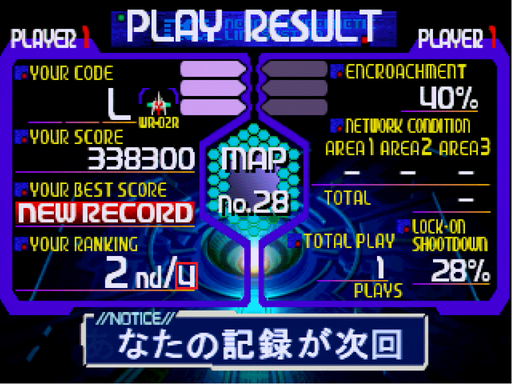 PLAY RESULT
PLAYER 1
PLAYER 1
YOUR CODE
L
WR-02R
YOUR SCORE
338300
YOUR BEST SCORE
NEW RECORD
YOUR RANKING
2nd/4
MAP
no.28
ENCROACHMENT
40%
NETWORK CONDITION
AREA1 AREA2 AREA3
- - -
TOTAL -
TOTAL PLAY
1
PLAYS
LOCK-ON
SHOOTDOWN
28%
//NOTICE//
なたの記録が次回